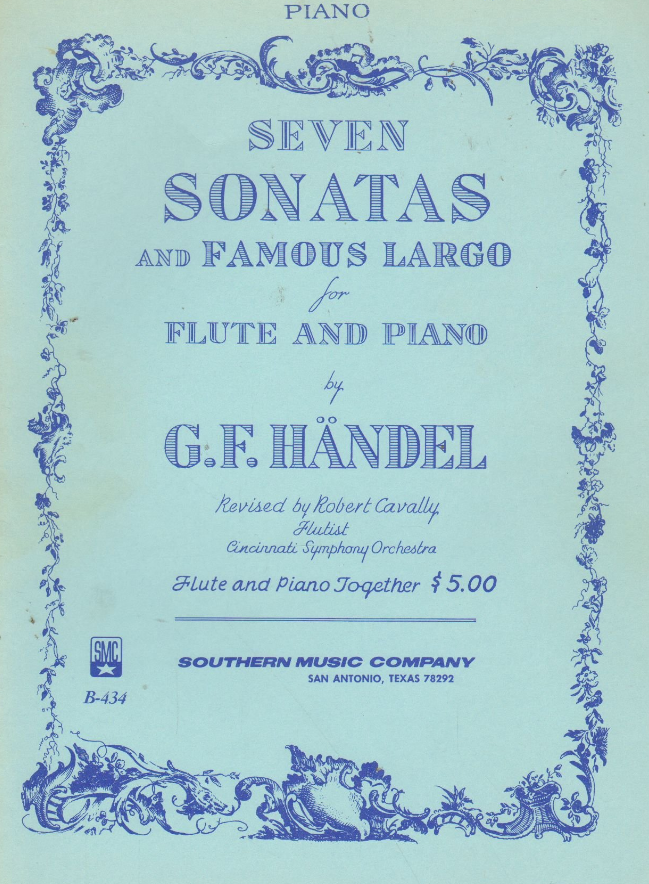 PIANO
SEVEN
SONATAS
AND FAMOUS LARGO
for
FLUTE AND PIANO
by
G.F. HÄNDEL
Revised by Robert Cavally,
Flutist
Cincinnati Symphony Orchestra
Flute and Piano Together $5.00
SMC
B-434
SOUTHERN MUSIC COMPANY
SAN ANTONIO, TEXAS 78292